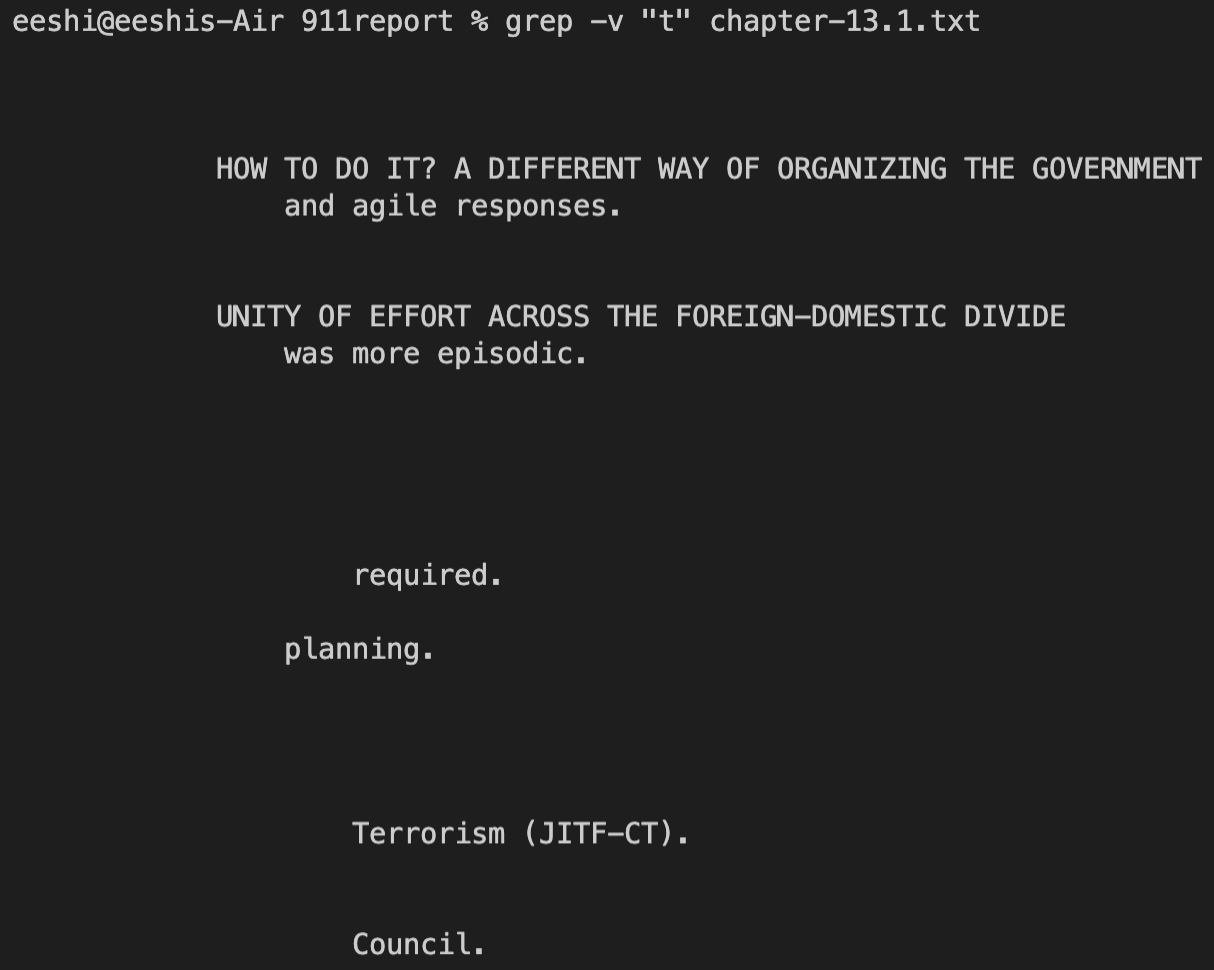 eeshi@eeshis-Air 911report % grep -v "t" chapter-13.1.txt
HOW TO DO IT? A DIFFERENT WAY OF ORGANIZING THE GOVERNMENT
and agile responses.
UNITY OF EFFORT ACROSS THE FOREIGN-DOMESTIC DIVIDE
was more episodic.
required.
planning.
Terrorism (JITF-CT).
Council.